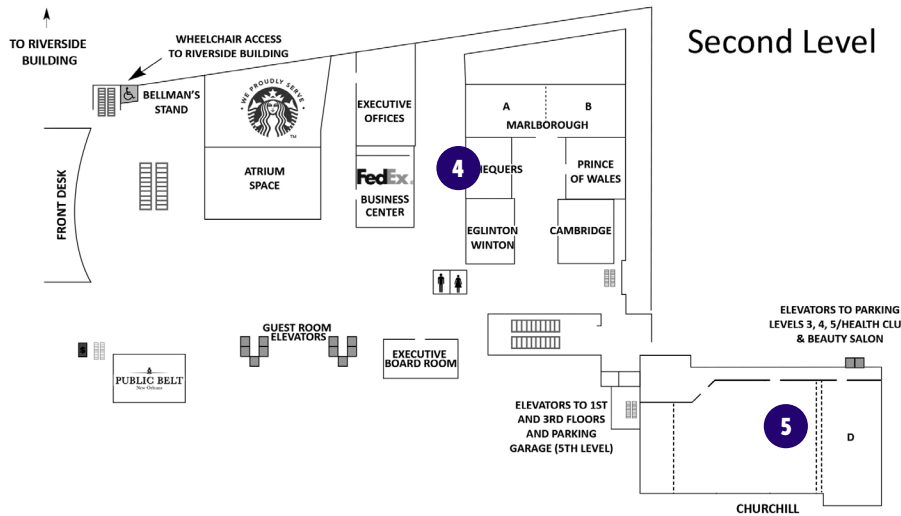 Second Level
TO RIVERSIDE
BUILDING
WHEELCHAIR ACCESS
TO RIVERSIDE BUILDING
BELLMAN'S
STAND
WE PROUDLY SERVE
TM
EXECUTIVE
OFFICES
A
B
MARLBOROUGH
4
HEQUERS
PRINCE
OF WALES
ATRIUM
SPACE
FedEx.
BUSINESS
CENTER
FRONT DESK
EGLINTON
WINTON
CAMBRIDGE
GUEST ROOM
ELEVATORS
EXECUTIVE
BOARD ROOM
$
&
PUBLIC BELT
New Orleans
ELEVATORS TO PARKING
LEVELS 3, 4, 5/HEALTH CLU
& BEAUTY SALON
ELEVATORS TO 1ST
AND 3RD FLOORS
AND PARKING
GARAGE (5TH LEVEL)
5
D
CHURCHILL